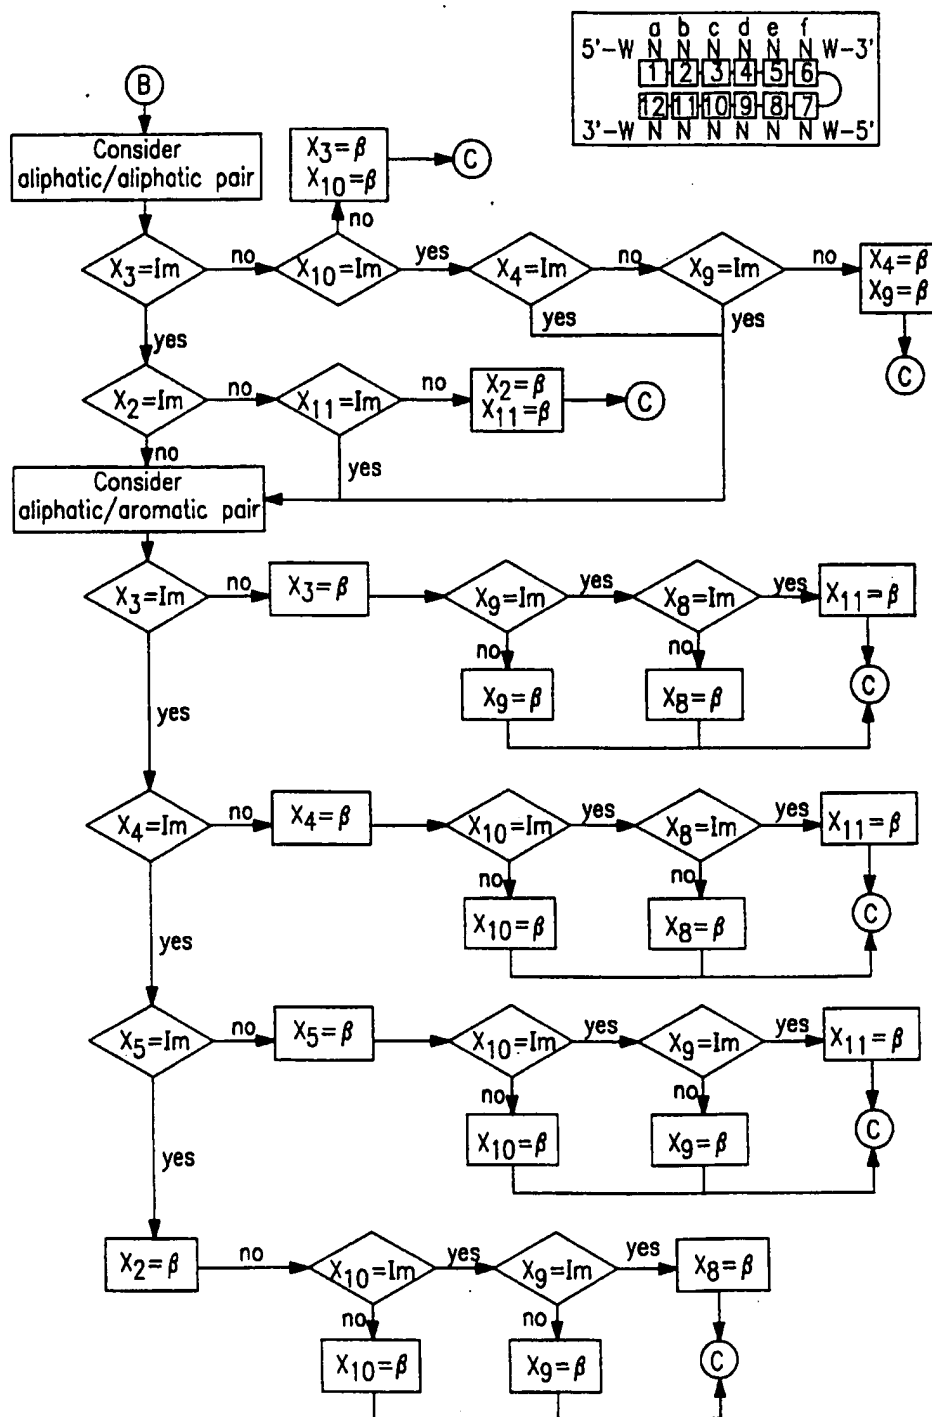 a b c d e f
5'-W N N N N N N W-3'
1 2 3 4 5 6
12 11 10 9 8 7
3'-W N N N N N N W-5'
B
Consider
aliphatic/aliphatic pair
X3=β
X10=β
C
no
X3=Im
no
X10=Im
yes
X4=Im
no
X9=Im
no
X4=β
X9=β
yes
yes
yes
C
X2=Im
no
X11=Im
no
X2=β
X11=β
C
no
yes
Consider
aliphatic/aromatic pair
X3=Im
no
X3=β
X9=Im
yes
X8=Im
yes
X11=β
no
no
X9=β
X8=β
C
yes
X4=Im
no
X4=β
X10=Im
yes
X8=Im
yes
X11=β
no
no
X10=β
X8=β
C
yes
X5=Im
no
X5=β
X10=Im
yes
X9=Im
yes
X11=β
no
no
X10=β
X9=β
C
yes
X2=β
no
X10=Im
yes
X9=Im
yes
X8=β
no
no
X10=β
X9=β
C